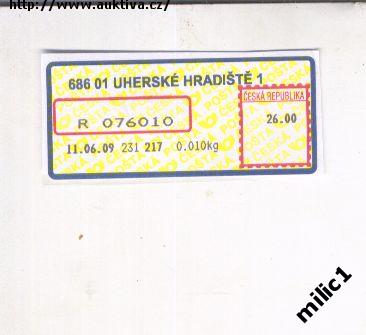 http://www.auktiva.cz/
686 01 UHERSKÉ HRADIŠTĚ 1
ČESKÁ REPUBLIKA
R 076010
26.00
11.06.09 231 217 0.010kg
milic1